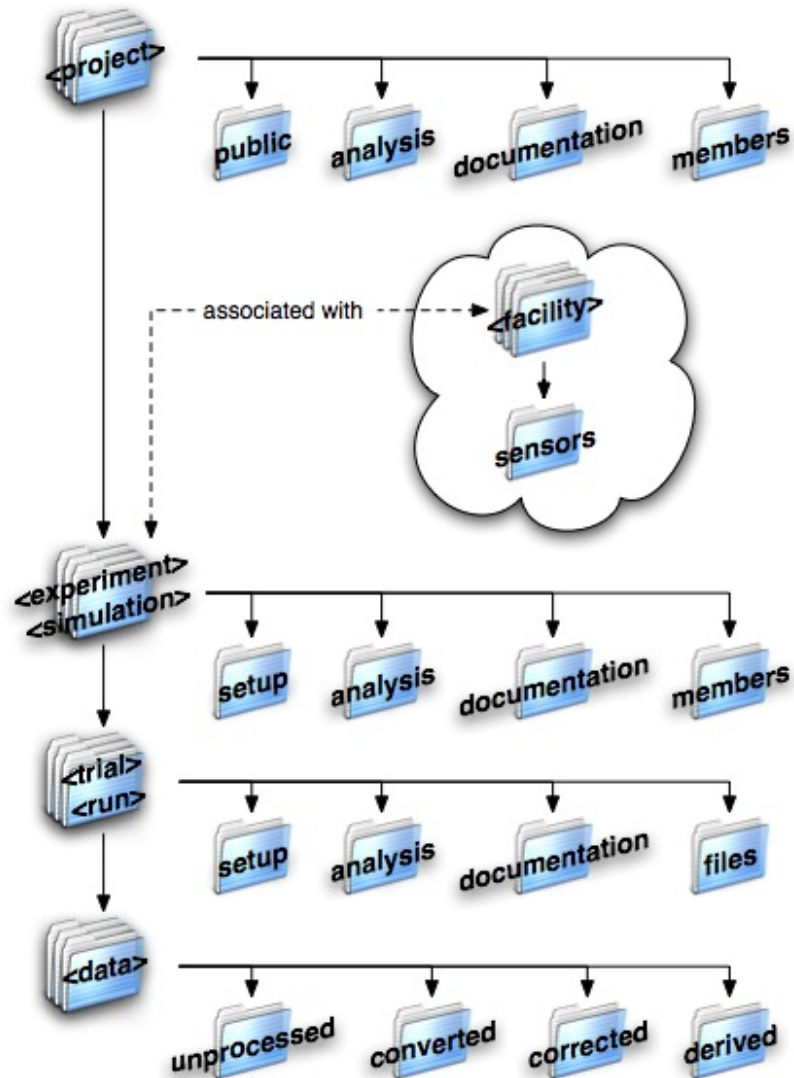 <project>
public
analysis
documentation
members
associated with
<facility>
sensors
<experiment>
<simulation>
setup
analysis
documentation
members
<trial>
<run>
setup
analysis
documentation
files
<data>
unprocessed
converted
corrected
derived